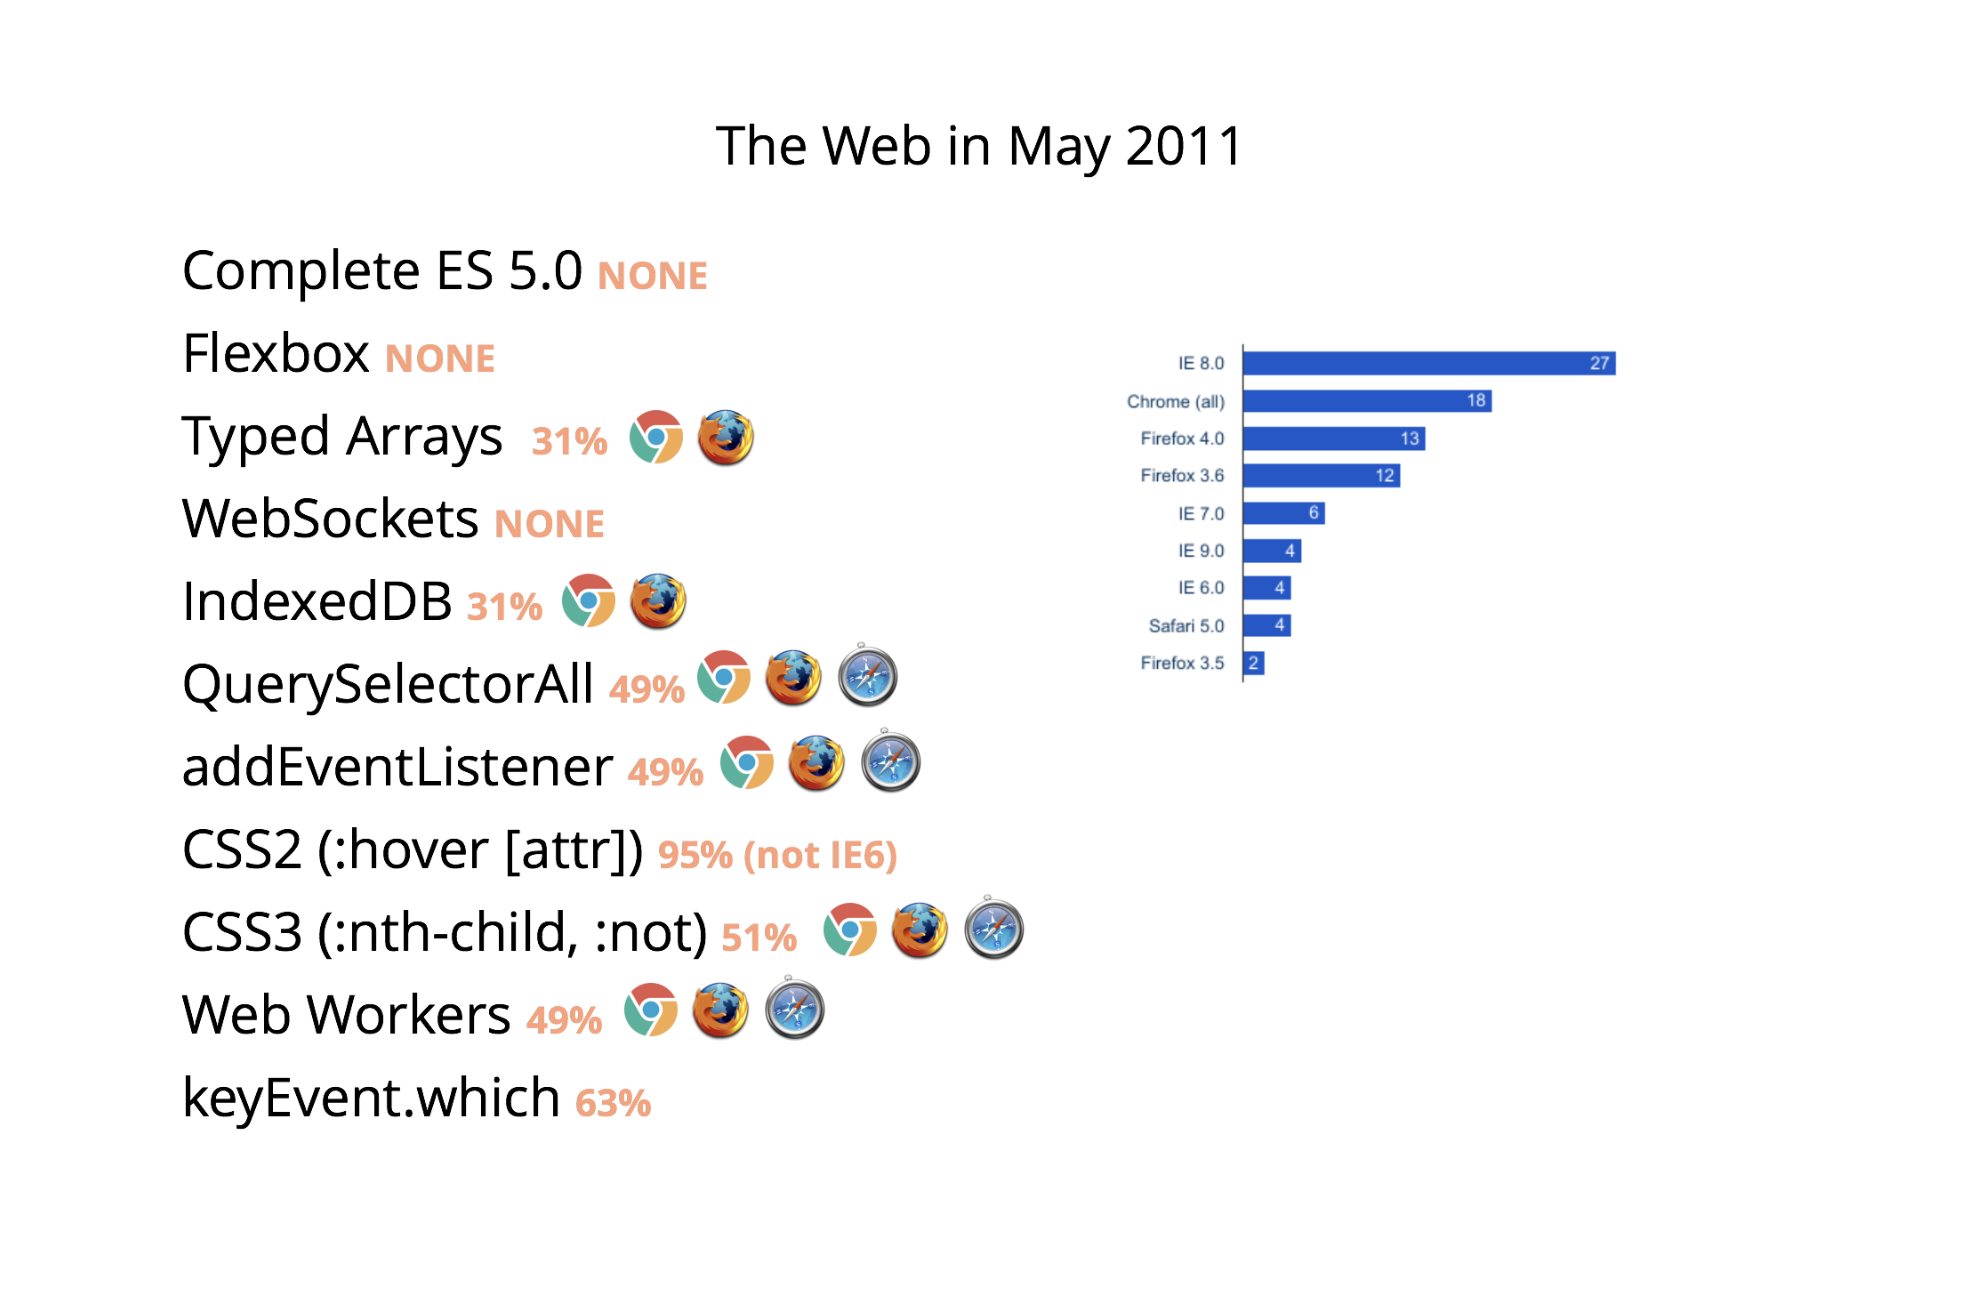 The Web in May 2011
Complete ES 5.0 NONE
Flexbox NONE
Typed Arrays 31%
WebSockets NONE
IndexedDB 31%
QuerySelectorAll 49%
addEventListener 49%
CSS2 (:hover [attr]) 95% (not IE6)
CSS3 (:nth-child, :not) 51%
Web Workers 49%
keyEvent.which 63%
IE 8.0 27
Chrome (all) 18
Firefox 4.0 13
Firefox 3.6 12
IE 7.0 6
IE 9.0 4
IE 6.0 4
Safari 5.0 4
Firefox 3.5 2